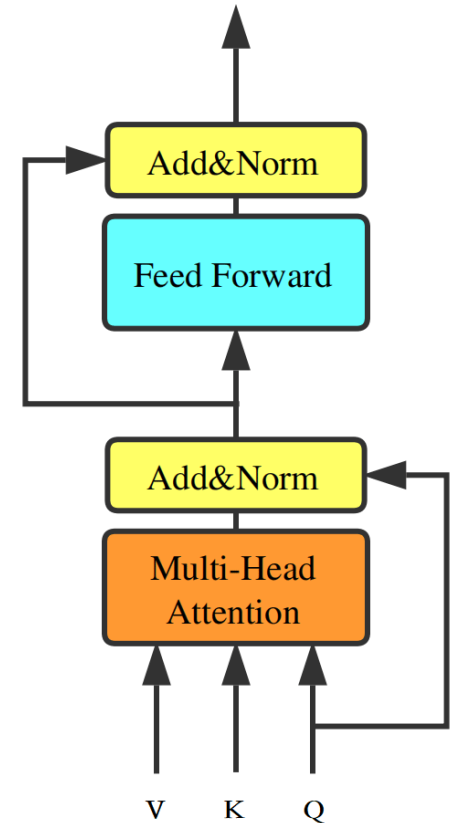 Add&Norm
Feed Forward
Add&Norm
Multi-Head
Attention
V K Q